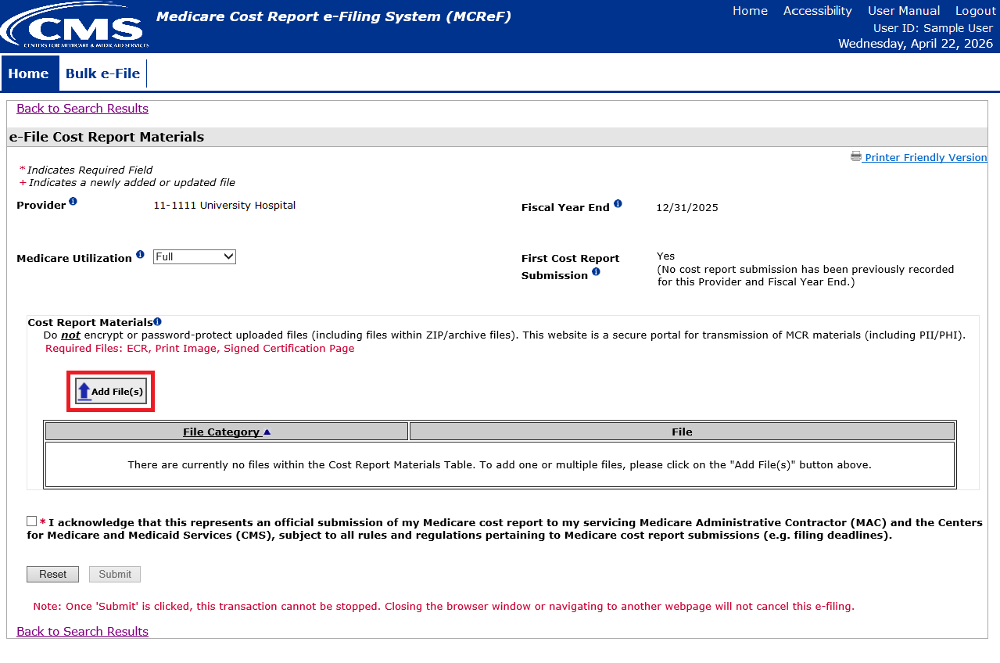 CMS
CENTERS FOR MEDICARE & MEDICAID SERVICES
Medicare Cost Report e-Filing System (MCReF)
Home Accessibility User Manual Logout
User ID: Sample User
Wednesday, April 22, 2026
Home Bulk e-File
Back to Search Results
e-File Cost Report Materials
Printer Friendly Version
* Indicates Required Field
+ Indicates a newly added or updated file
Provider 11-1111 University Hospital
Fiscal Year End 12/31/2025
Medicare Utilization Full
First Cost Report Submission
Yes
(No cost report submission has been previously recorded
for this Provider and Fiscal Year End.)
Cost Report Materials
Do not encrypt or password-protect uploaded files (including files within ZIP/archive files). This website is a secure portal for transmission of MCR materials (including PII/PHI).
Required Files: ECR, Print Image, Signed Certification Page
Add File(s)
File Category File
There are currently no files within the Cost Report Materials Table. To add one or multiple files, please click on the "Add File(s)" button above.
* I acknowledge that this represents an official submission of my Medicare cost report to my servicing Medicare Administrative Contractor (MAC) and the Centers
for Medicare and Medicaid Services (CMS), subject to all rules and regulations pertaining to Medicare cost report submissions (e.g. filing deadlines).
Reset Submit
Note: Once 'Submit' is clicked, this transaction cannot be stopped. Closing the browser window or navigating to another webpage will not cancel this e-filing.
Back to Search Results